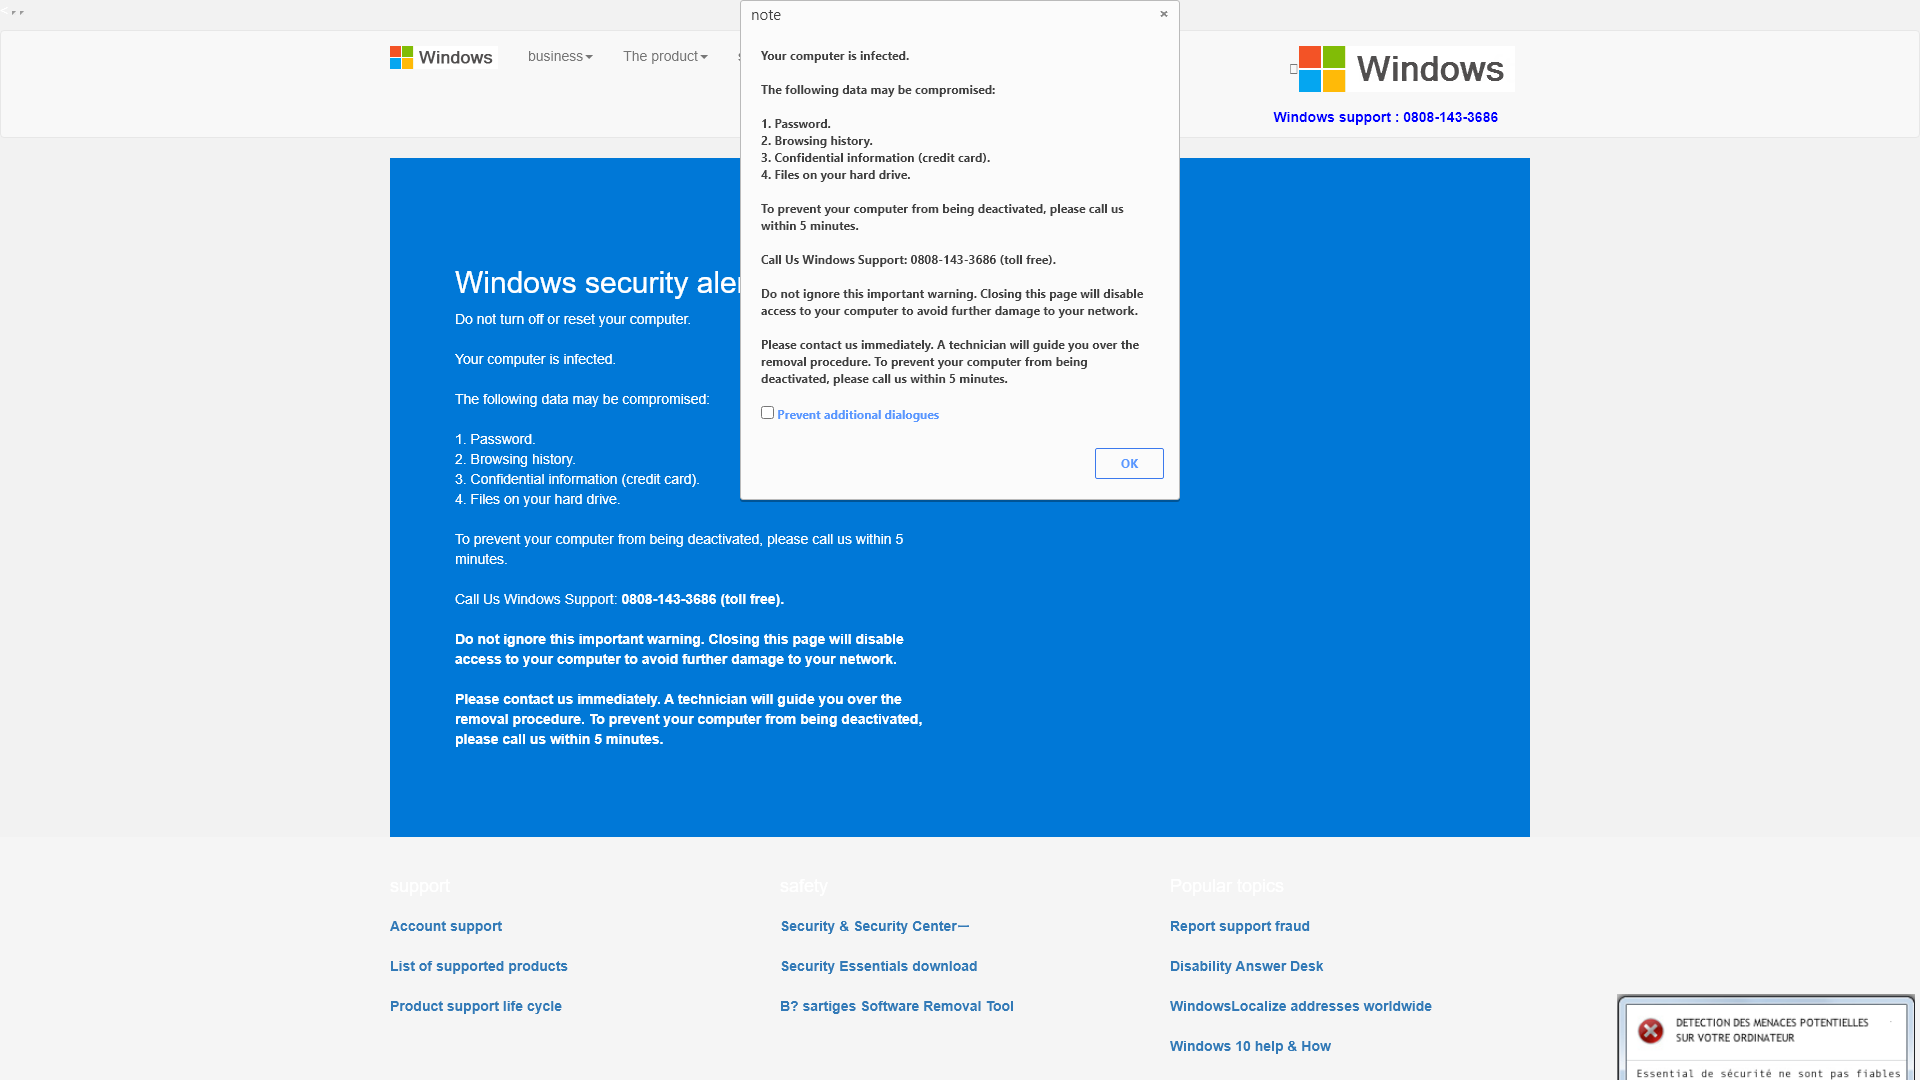 Windows
business
The product
Windows
Windows support : 0808-143-3686
note
×
Your computer is infected.
The following data may be compromised:
1. Password.
2. Browsing history.
3. Confidential information (credit card).
4. Files on your hard drive.
To prevent your computer from being deactivated, please call us
within 5 minutes.
Call Us Windows Support: 0808-143-3686 (toll free).
Do not ignore this important warning. Closing this page will disable
access to your computer to avoid further damage to your network.
Please contact us immediately. A technician will guide you over the
removal procedure. To prevent your computer from being
deactivated, please call us within 5 minutes.
Prevent additional dialogues
OK
Windows security aler
Do not turn off or reset your computer.
Your computer is infected.
The following data may be compromised:
1. Password.
2. Browsing history.
3. Confidential information (credit card).
4. Files on your hard drive.
To prevent your computer from being deactivated, please call us within 5
minutes.
Call Us Windows Support: 0808-143-3686 (toll free).
Do not ignore this important warning. Closing this page will disable
access to your computer to avoid further damage to your network.
Please contact us immediately. A technician will guide you over the
removal procedure. To prevent your computer from being deactivated,
please call us within 5 minutes.
support
Account support
List of supported products
Product support life cycle
safety
Security & Security Center—
Security Essentials download
B? sartiges Software Removal Tool
Popular topics
Report support fraud
Disability Answer Desk
WindowsLocalize addresses worldwide
Windows 10 help & How
DETECTION DES MENACES POTENTIELLES
SUR VOTRE ORDINATEUR
Essential de sécurité ne sont pas fiables